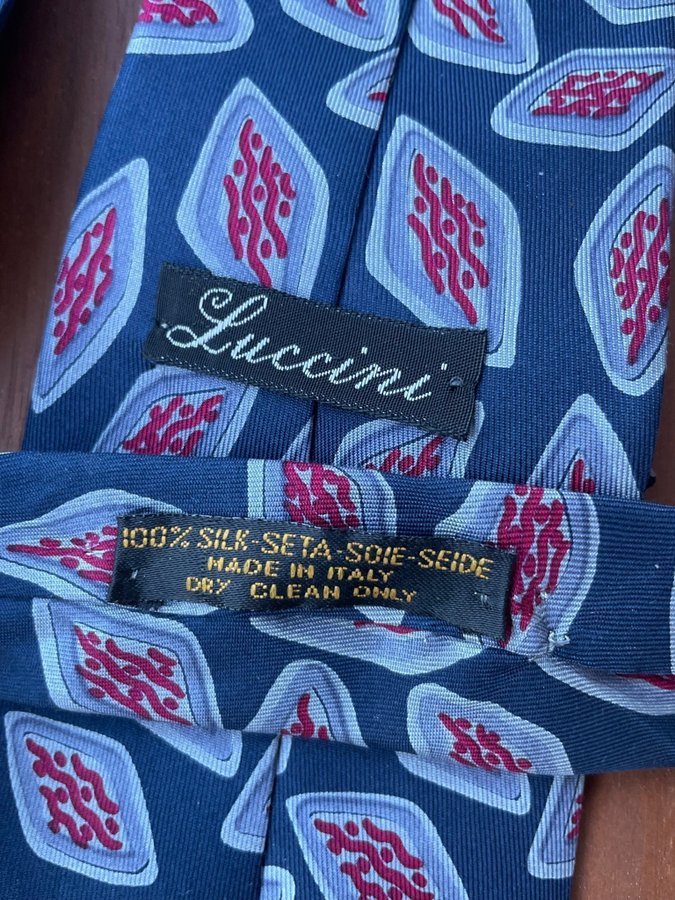 Luccini
100% SILK-SETA-SOIE-SEIDE
MADE IN ITALY
DRY CLEAN ONLY